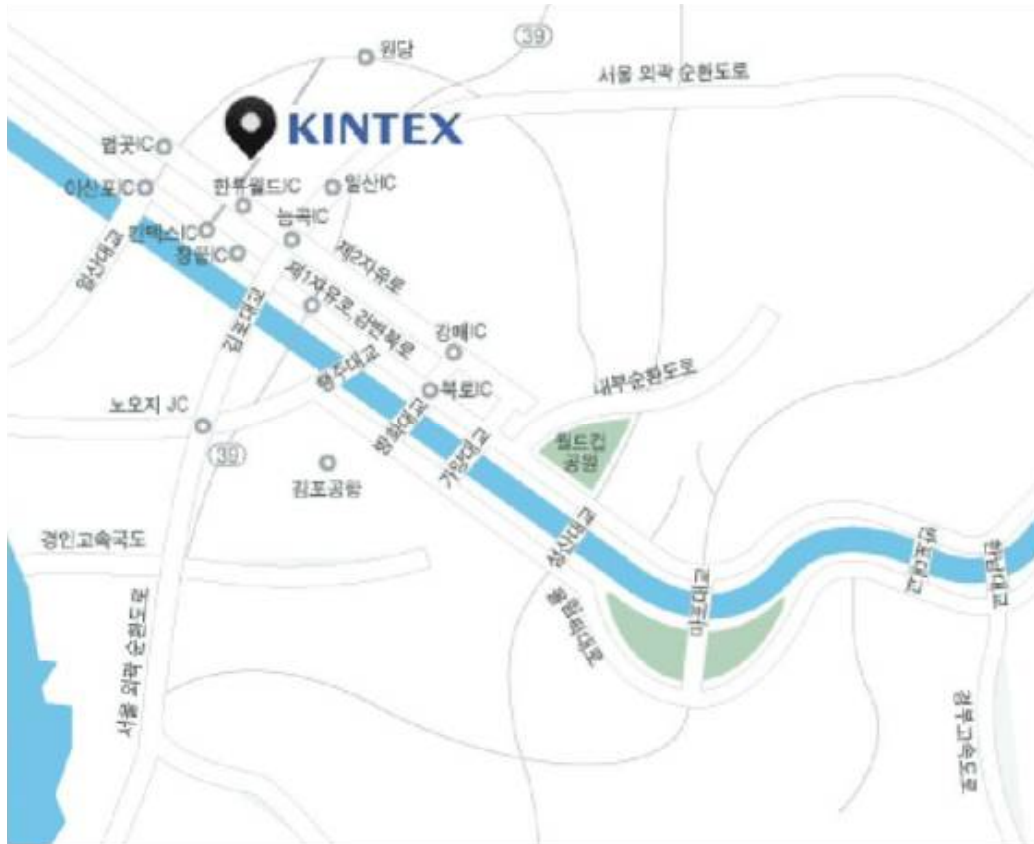 원당
39
서울 외곽 순환도로
KINTEX
법곳IC
이산포IC
한류월드IC
일산IC
킨텍스IC
능곡IC
장항IC
일산대교
제2자유로
제1자유로,강변북로
김포대교
강매IC
행주대교
북로IC
내부순환도로
노오지 JC
방화대교
39
가양대교
월드컵
공원
김포공항
성산대교
경인고속국도
반포대교
한남대교
마포대교
올림픽대로
서울 외곽 순환도로
경부고속도로